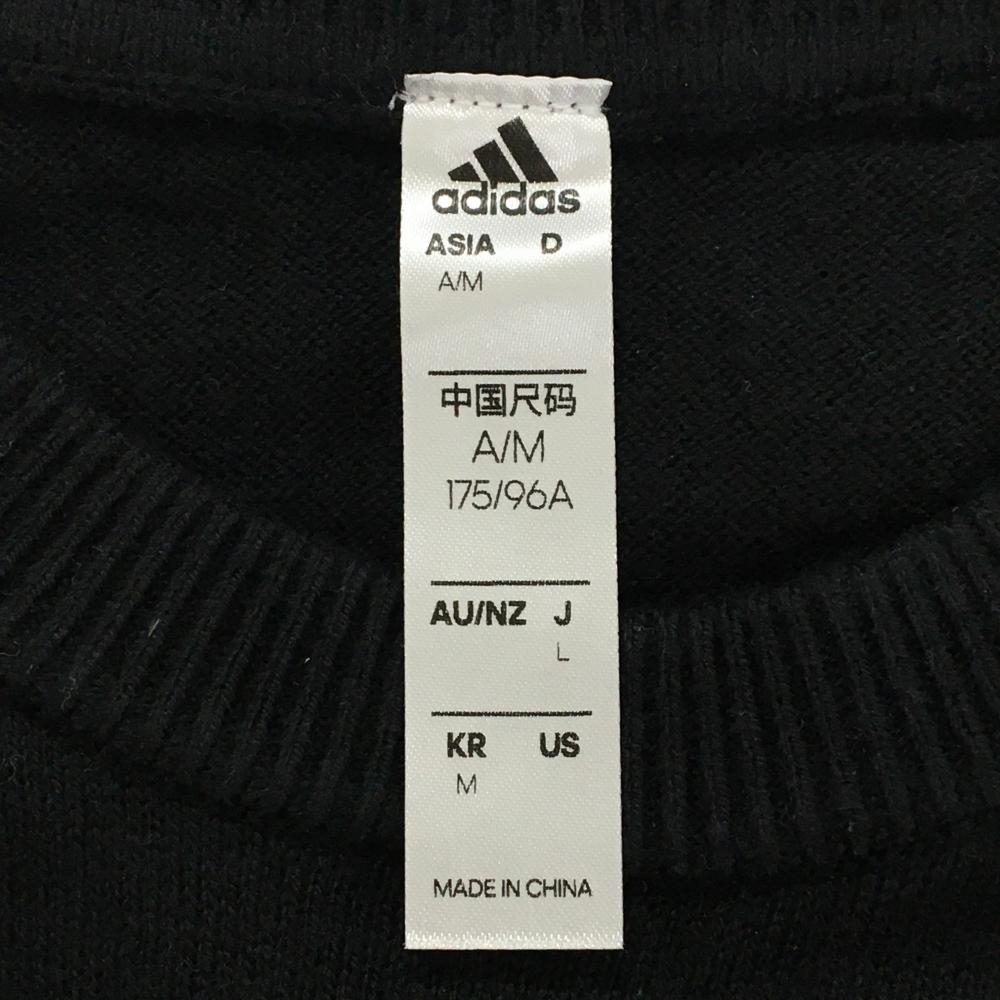 adidas
ASIA D
A/M
中国尺码
A/M
175/96A
AU/NZ J
L
KR US
M
MADE IN CHINA